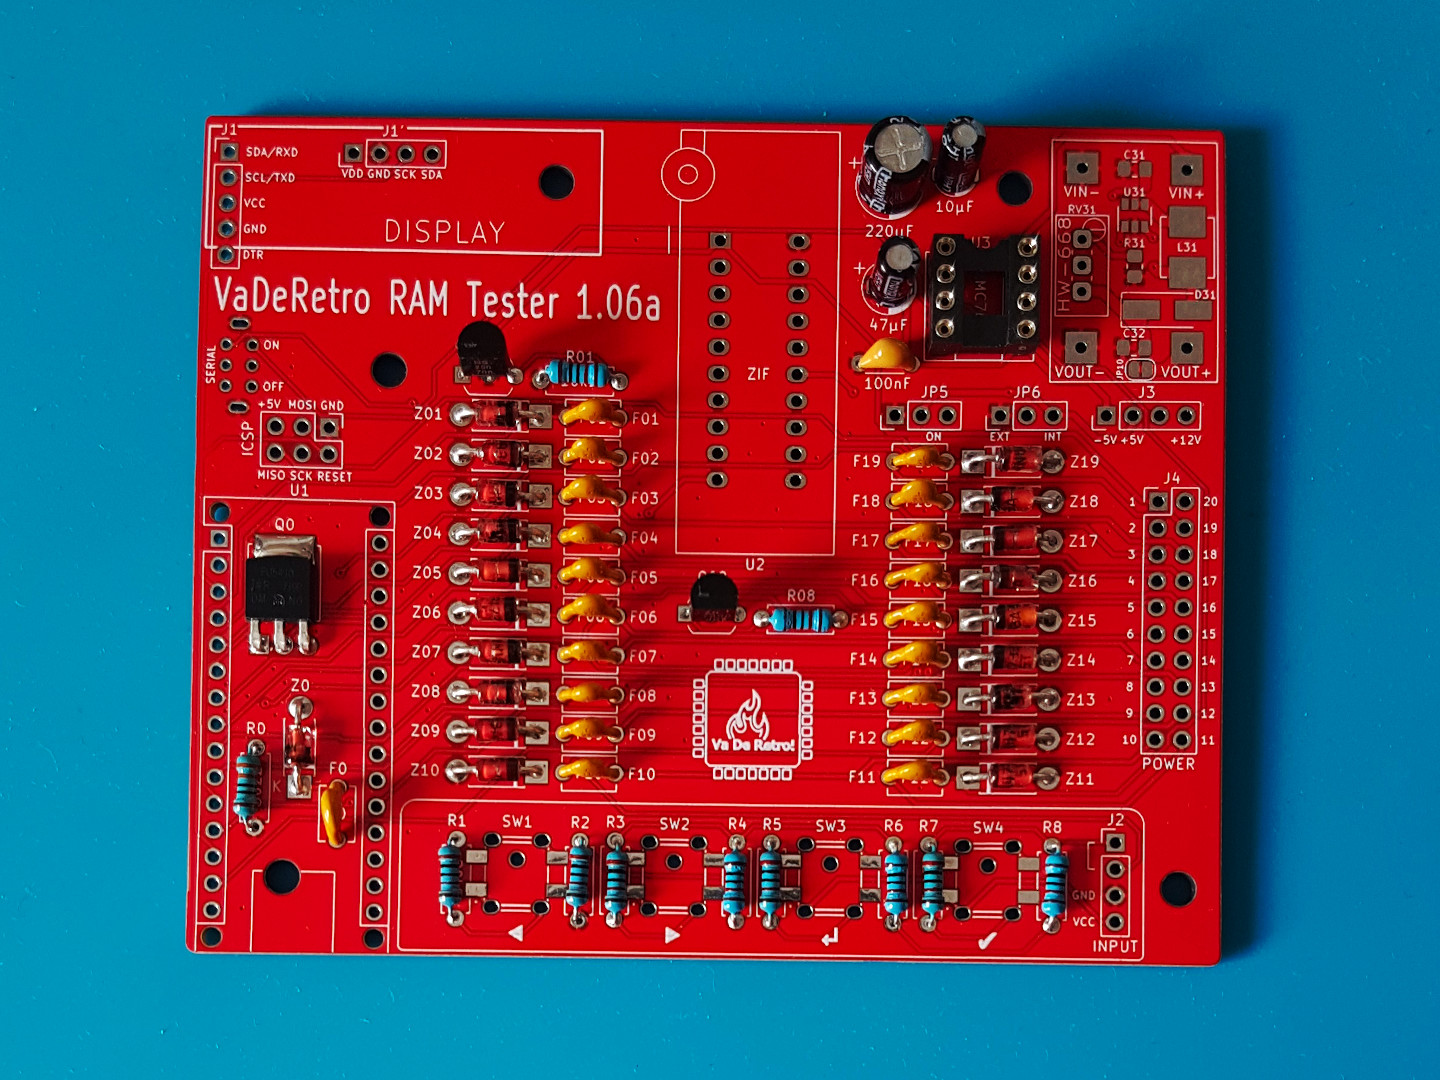 J1
J1'
SDA/RXD
SCL/TXD
VCC
GND
DTR
VDD GND SCK SDA
DISPLAY
VaDeRetro RAM Tester 1.06a
SERIAL
ON
OFF
+5V MOSI GND
ICSP
MISO SCK RESET
U1
Q0
Z0
R0
K
F0
R01
Z01
F01
Z02
F02
Z03
F03
Z04
F04
Z05
F05
Z06
F06
Z07
F07
Z08
F08
Z09
F09
Z10
F10
ZIF
U2
R08
Va De Retro!
+
220µF
10µF
+
47µF
100nF
U3
C31
VIN-
U31
VIN+
RV31
HW-668
R31
L31
D31
C32
JP10
VOUT-
VOUT+
JP5
ON
JP6
EXT
INT
J3
-5V +5V
+12V
F19
Z19
F18
Z18
F17
Z17
F16
Z16
F15
Z15
F14
Z14
F13
Z13
F12
Z12
F11
Z11
J4
1
20
2
19
3
18
4
17
5
16
6
15
7
14
8
13
9
12
10
11
POWER
R1
SW1
R2
R3
SW2
R4
R5
SW3
R6
R7
SW4
R8
J2
GND
VCC
INPUT